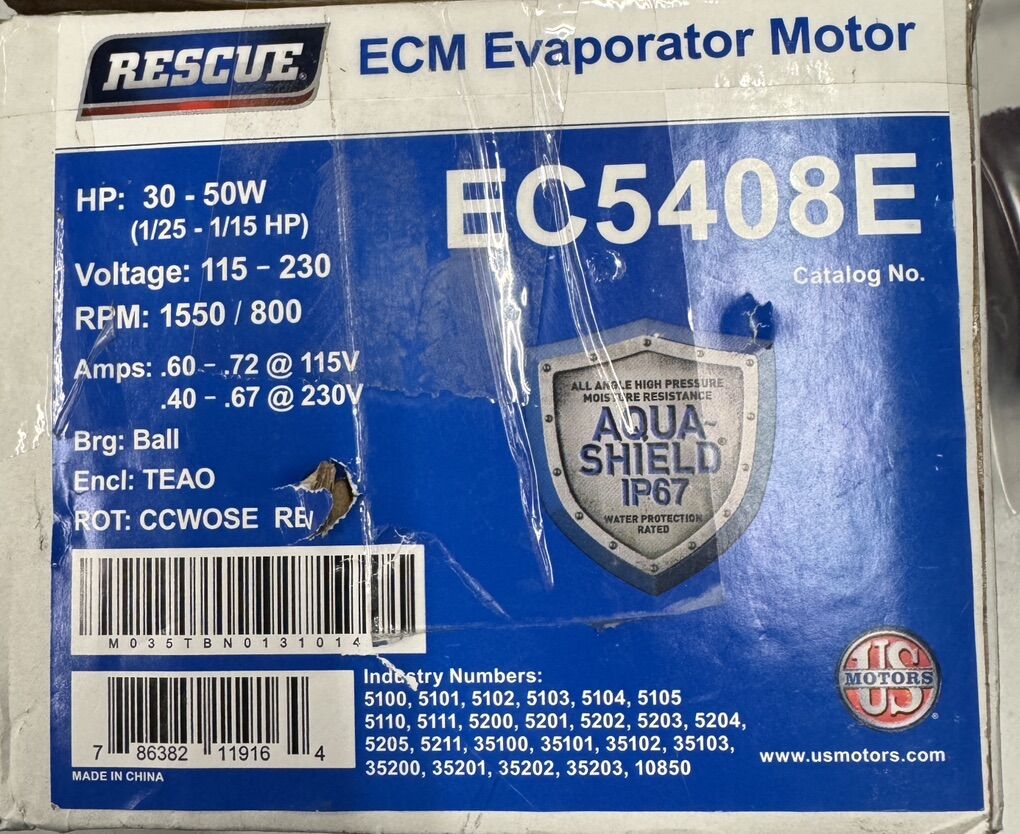 RESCUE
ECM Evaporator Motor
EC5408E
Catalog No.
HP: 30 - 50W
(1/25 - 1/15 HP)
Voltage: 115 - 230
RPM: 1550 / 800
Amps: .60 - .72 @ 115V
.40 - .67 @ 230V
Brg: Ball
Encl: TEAO
ROT: CCWOSE
ALL ANGLE HIGH PRESSURE
MOISTURE RESISTANCE
AQUA-
SHIELD®
IP67
WATER PROTECTION
RATED
M035TBN0131014
7 86382 11916 4
MADE IN CHINA
Industry Numbers:
5100, 5101, 5102, 5103, 5104, 5105
5110, 5111, 5200, 5201, 5202, 5203, 5204,
5205, 5211, 35100, 35101, 35102, 35103,
35200, 35201, 35202, 35203, 10850
US
MOTORS
www.usmotors.com